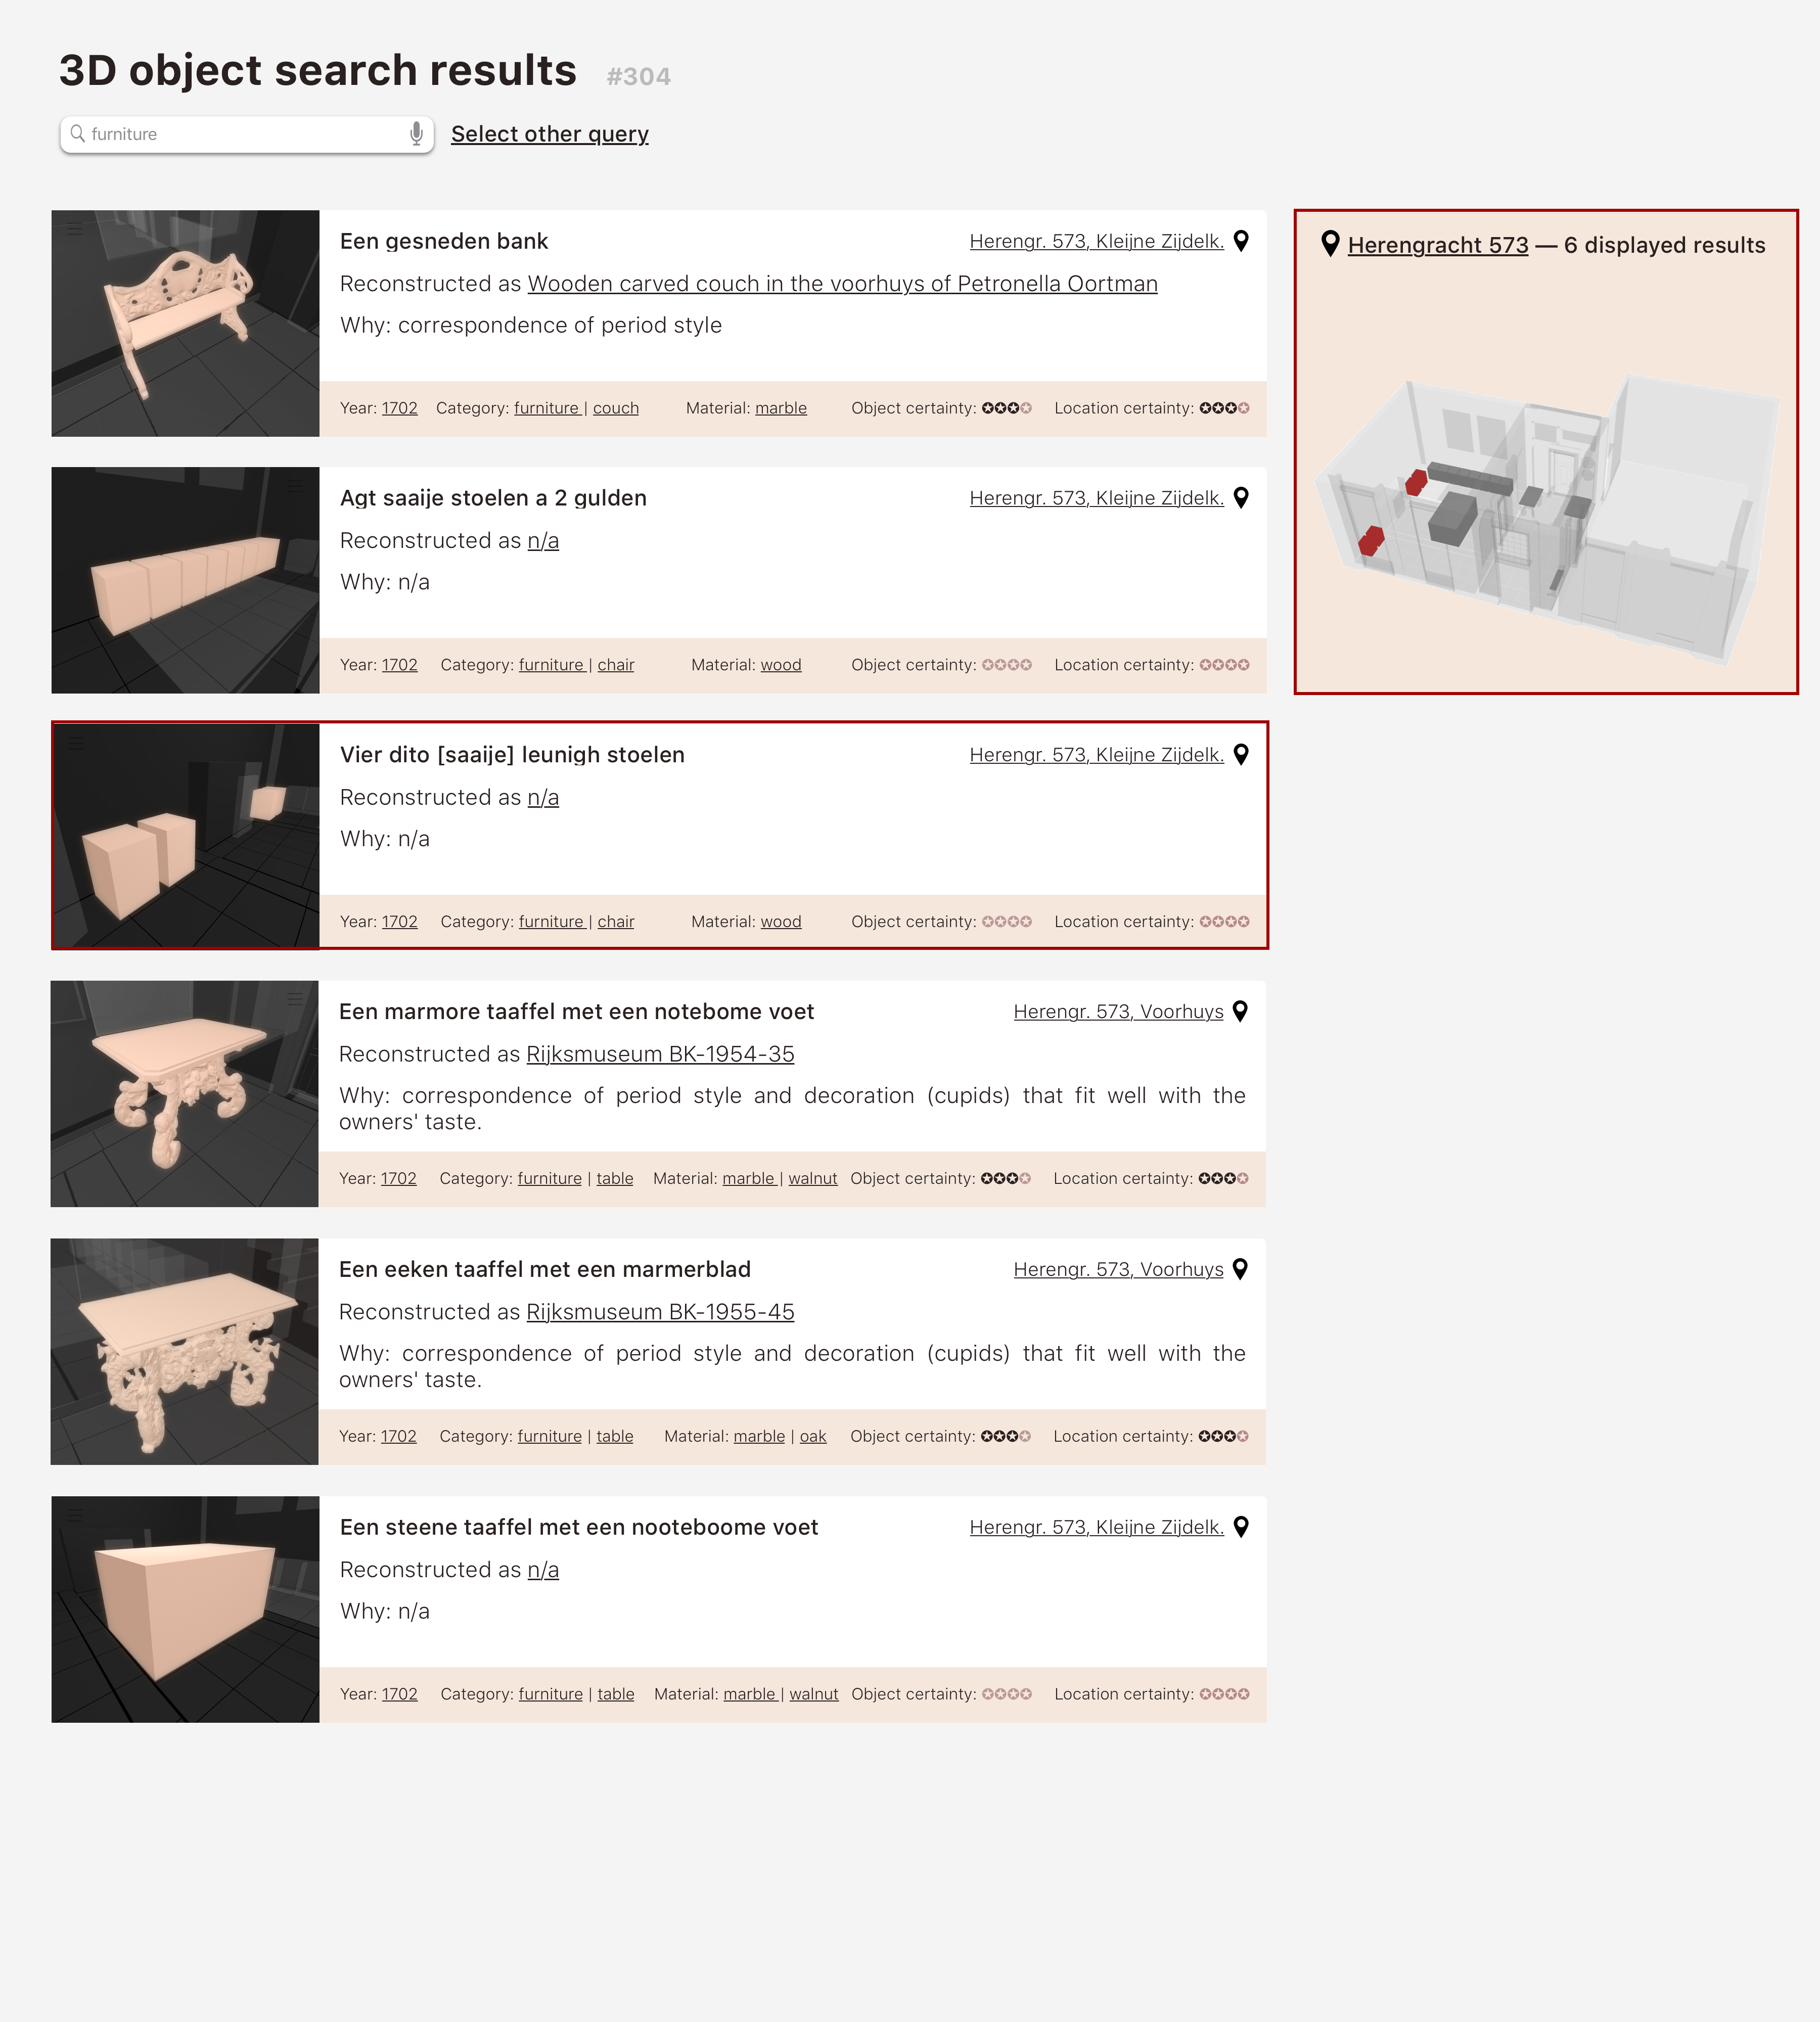 3D object search results #304
furniture Select other query
Een gesneden bank Herengr. 573, Kleijne Zijdelk.
Reconstructed as Wooden carved couch in the voorhuys of Petronella Oortman
Why: correspondence of period style
Year: 1702 Category: furniture | couch Material: marble Object certainty: Location certainty:
Herengracht 573 — 6 displayed results
Agt saaije stoelen a 2 gulden Herengr. 573, Kleijne Zijdelk.
Reconstructed as n/a
Why: n/a
Year: 1702 Category: furniture | chair Material: wood Object certainty: Location certainty:
Vier dito [saaije] leunigh stoelen Herengr. 573, Kleijne Zijdelk.
Reconstructed as n/a
Why: n/a
Year: 1702 Category: furniture | chair Material: wood Object certainty: Location certainty:
Een marmore taaffel met een notebome voet Herengr. 573, Voorhuys
Reconstructed as Rijksmuseum BK-1954-35
Why: correspondence of period style and decoration (cupids) that fit well with the
owners' taste.
Year: 1702 Category: furniture | table Material: marble | walnut Object certainty: Location certainty:
Een eeken taaffel met een marmerblad Herengr. 573, Voorhuys
Reconstructed as Rijksmuseum BK-1955-45
Why: correspondence of period style and decoration (cupids) that fit well with the
owners' taste.
Year: 1702 Category: furniture | table Material: marble | oak Object certainty: Location certainty:
Een steene taaffel met een nooteboome voet Herengr. 573, Kleijne Zijdelk.
Reconstructed as n/a
Why: n/a
Year: 1702 Category: furniture | table Material: marble | walnut Object certainty: Location certainty: